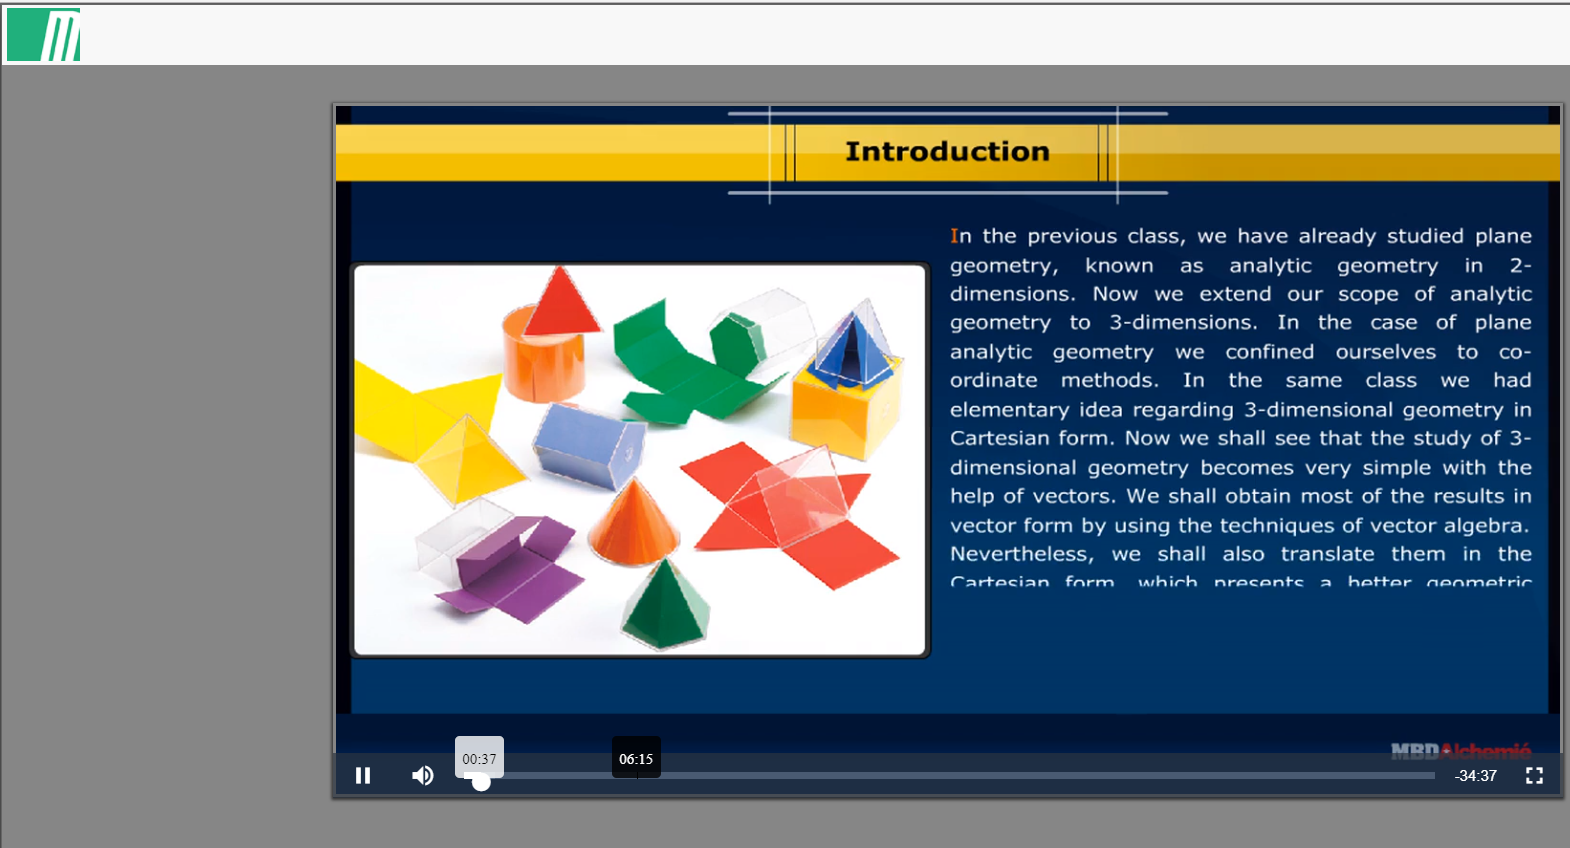 Introduction
In the previous class, we have already studied plane
geometry, known as analytic geometry in 2-
dimensions. Now we extend our scope of analytic
geometry to 3-dimensions. In the case of plane
analytic geometry we confined ourselves to co-
ordinate methods. In the same class we had
elementary idea regarding 3-dimensional geometry in
Cartesian form. Now we shall see that the study of 3-
dimensional geometry becomes very simple with the
help of vectors. We shall obtain most of the results in
vector form by using the techniques of vector algebra.
Nevertheless, we shall also translate them in the
Cartesian form, which presents a better geometric
MBDAlchemié
00:37
06:15
-34:37